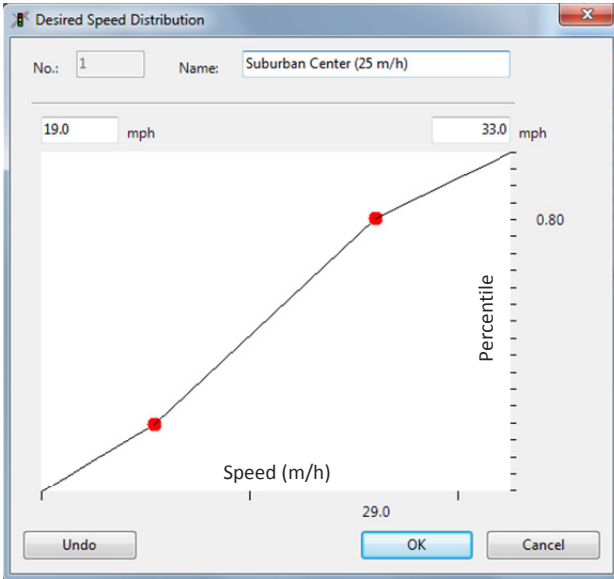 Desired Speed Distribution
No.: 1 Name: Suburban Center (25 m/h)
19.0 mph 33.0 mph
0.80
Percentile
Speed (m/h)
29.0
Undo OK Cancel